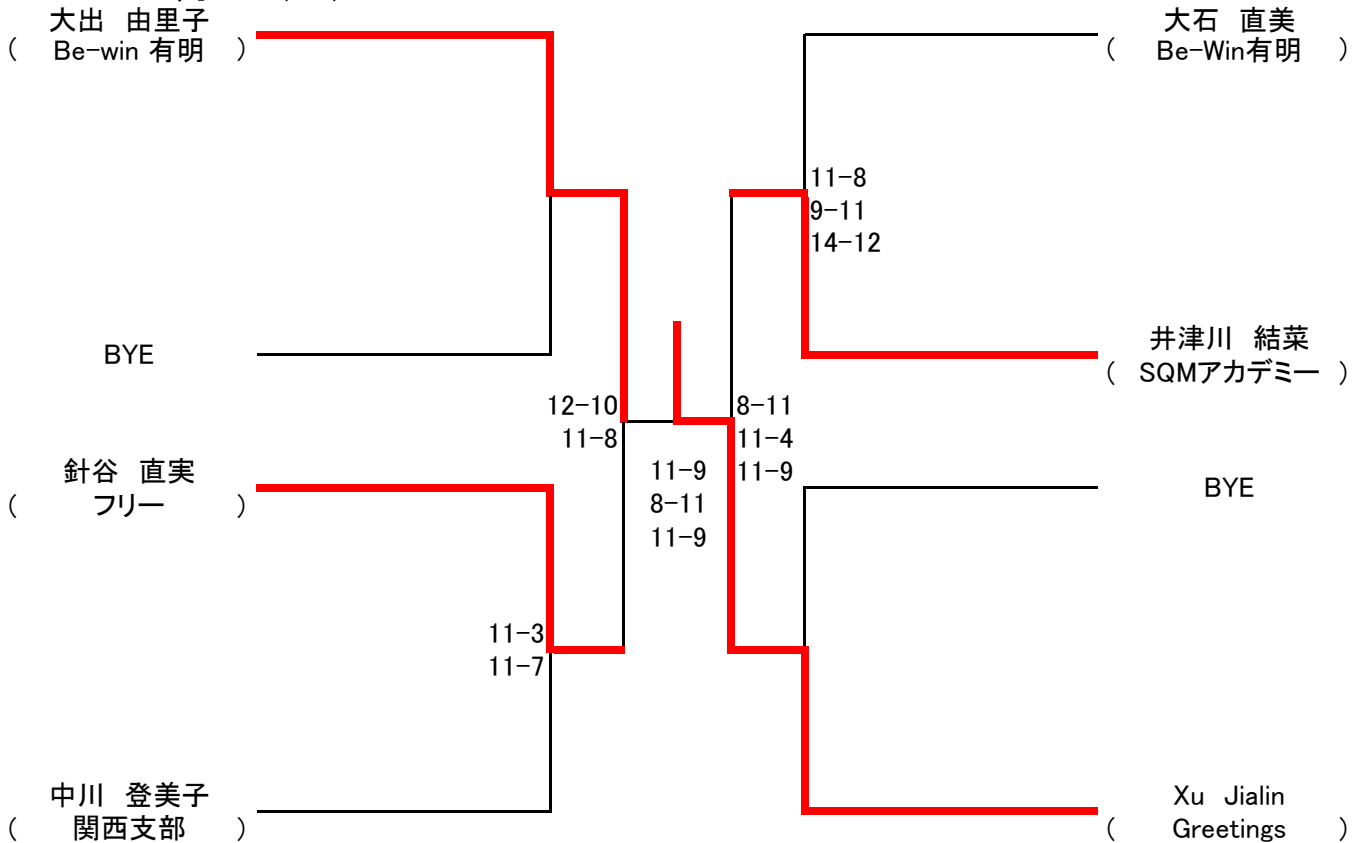 大出　由里子
(　Be-win 有明　)
BYE
針谷　直実
(　フリー　)
中川　登美子
(　関西支部　)
11-3
11-7
12-10
11-8
11-9
8-11
11-9
8-11
11-4
11-9
11-8
9-11
14-12
大石　直美
(　Be-Win有明　)
井津川　結菜
(　SQMアカデミー　)
BYE
Xu　Jialin
(　Greetings　)